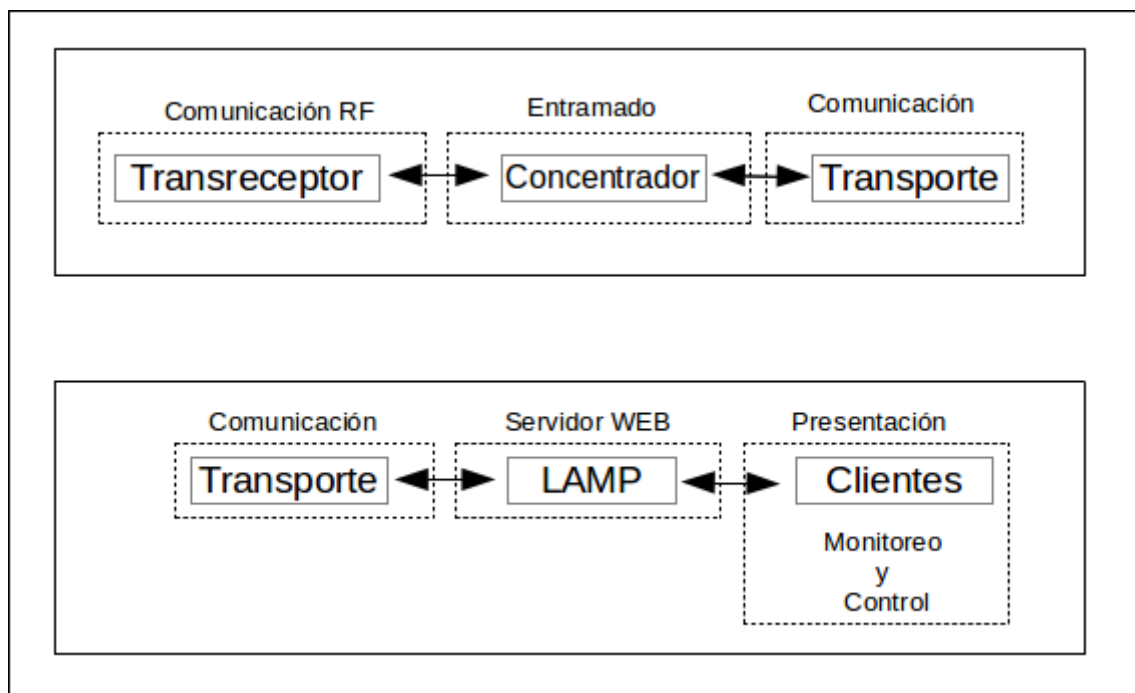 Comunicación RF
Entramado
Comunicación
Transreceptor
Concentrador
Transporte
Comunicación
Servidor WEB
Presentación
Transporte
LAMP
Clientes
Monitoreo
y
Control